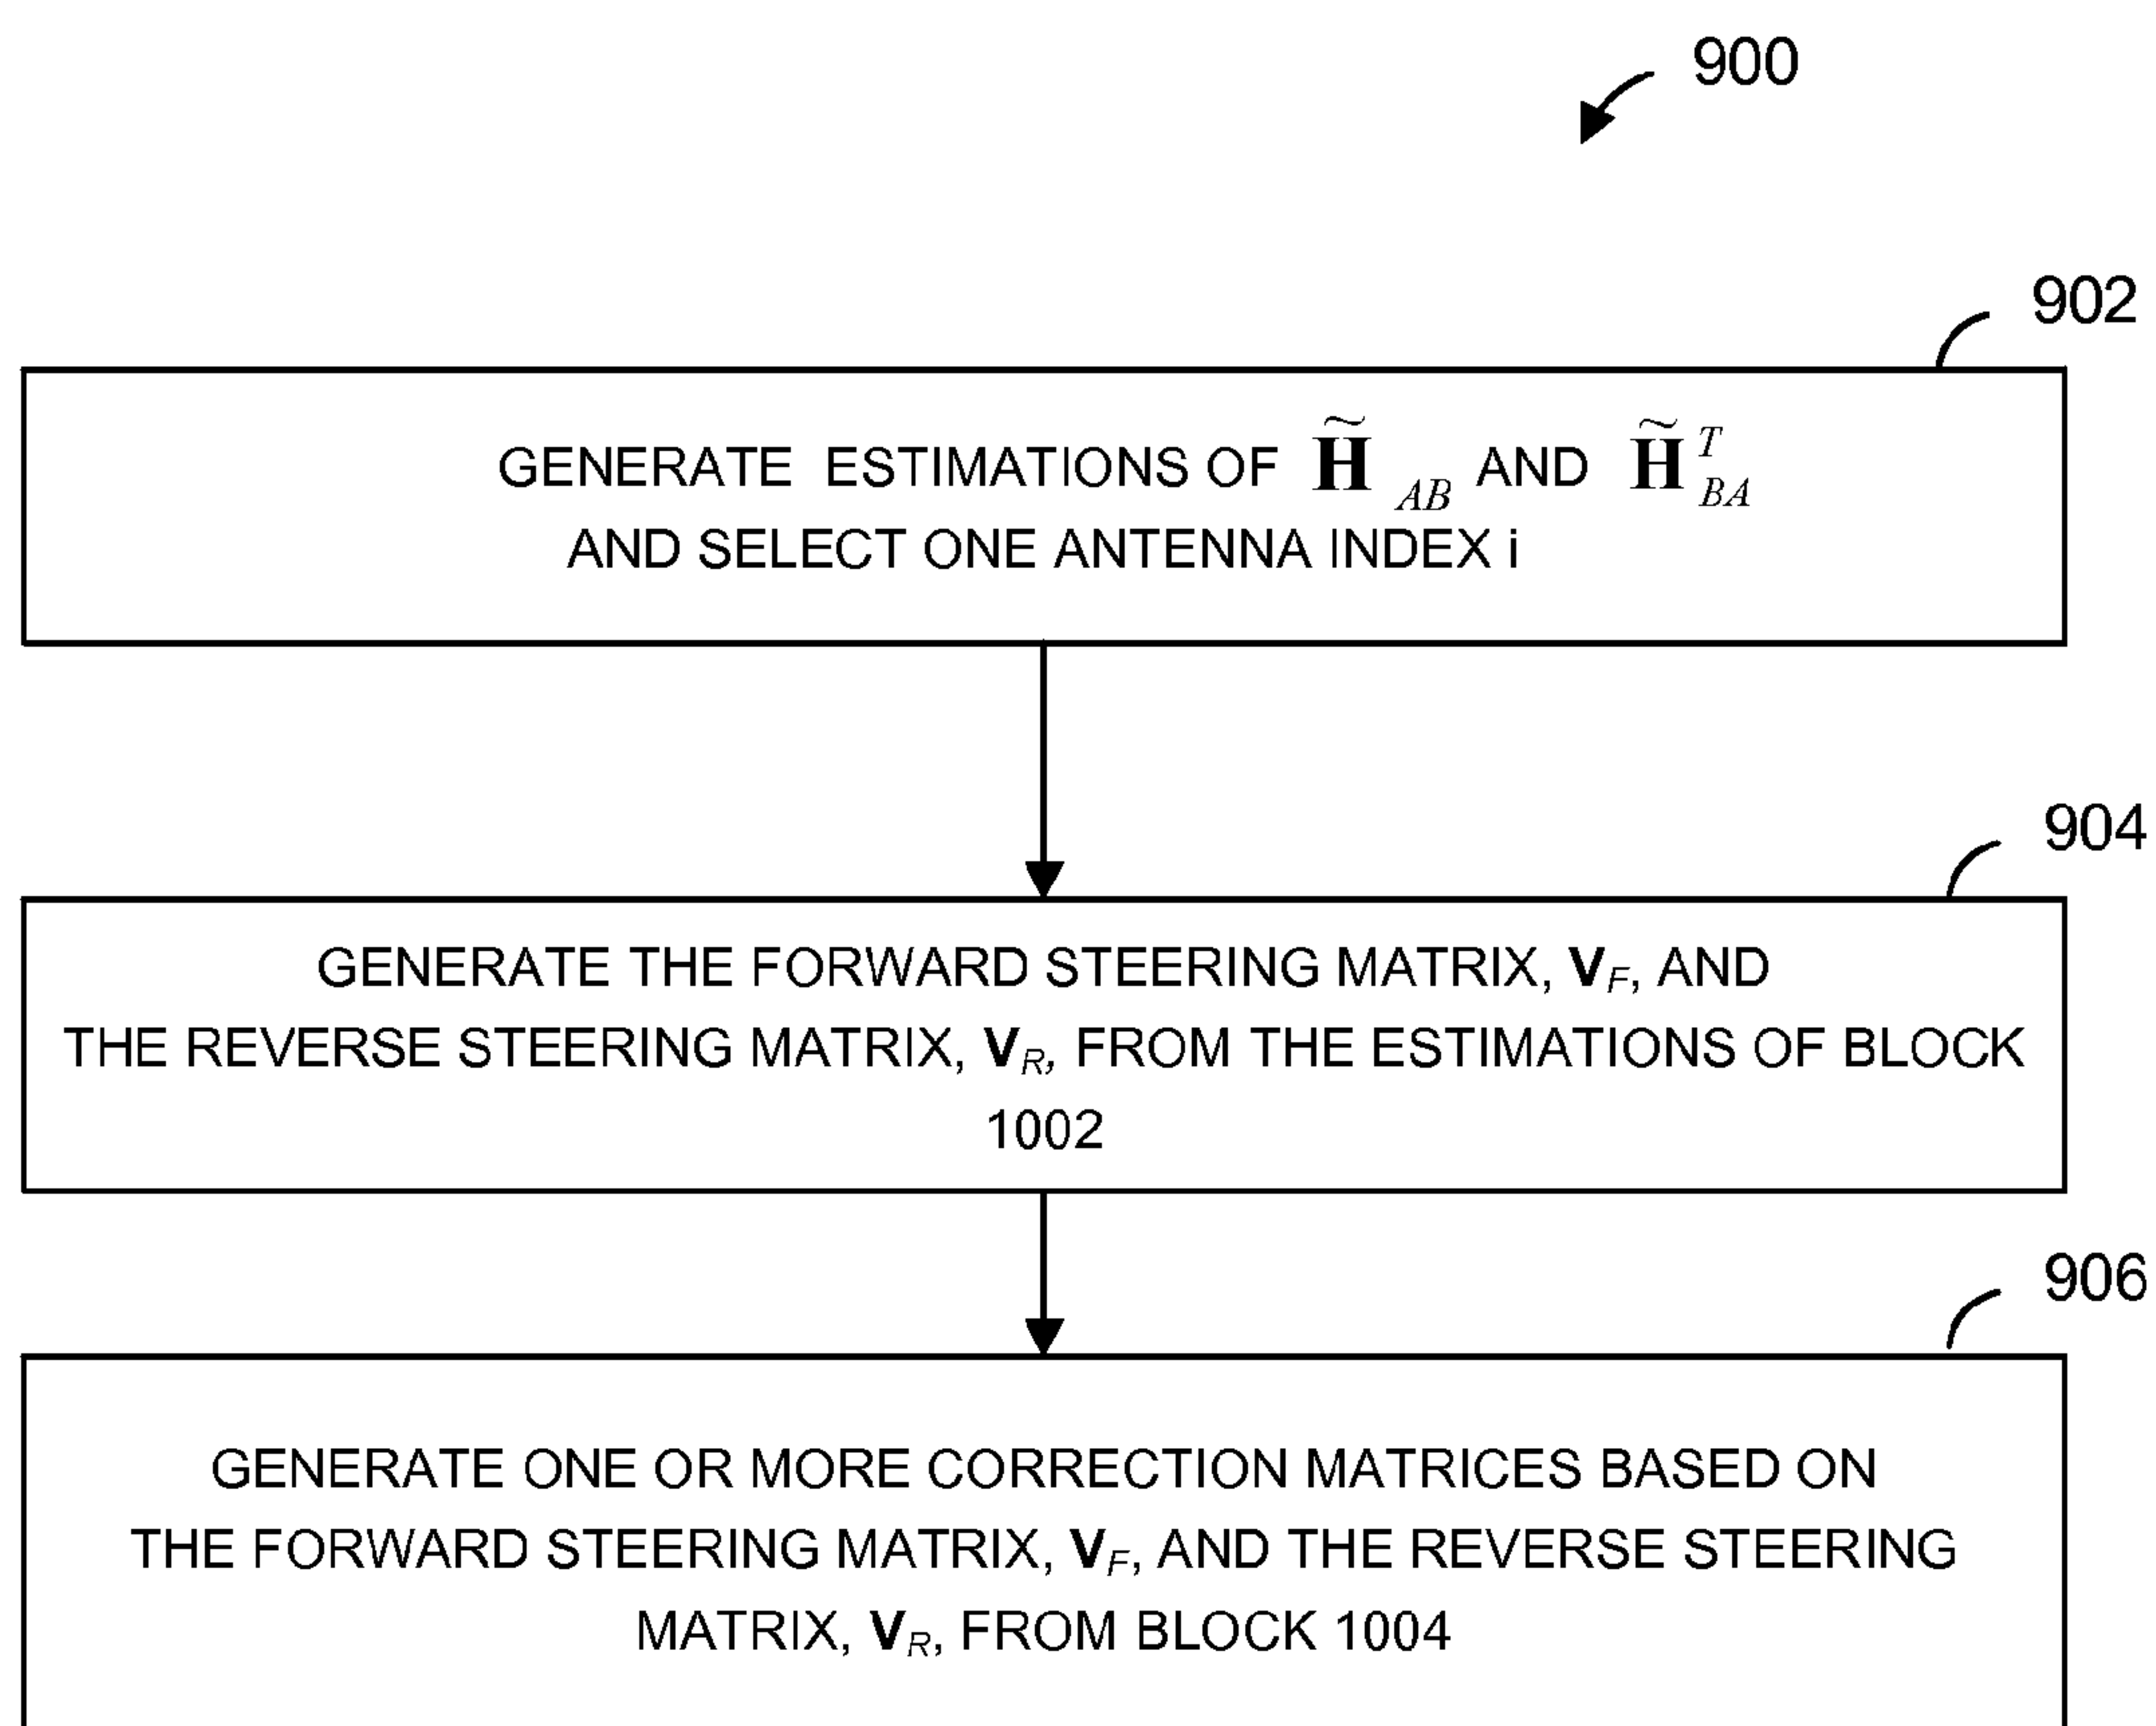 900
902
GENERATE ESTIMATIONS OF H̃ AB AND H̃ T BA
AND SELECT ONE ANTENNA INDEX i
904
GENERATE THE FORWARD STEERING MATRIX, VF, AND
THE REVERSE STEERING MATRIX, VR, FROM THE ESTIMATIONS OF BLOCK
1002
906
GENERATE ONE OR MORE CORRECTION MATRICES BASED ON
THE FORWARD STEERING MATRIX, VF, AND THE REVERSE STEERING
MATRIX, VR, FROM BLOCK 1004